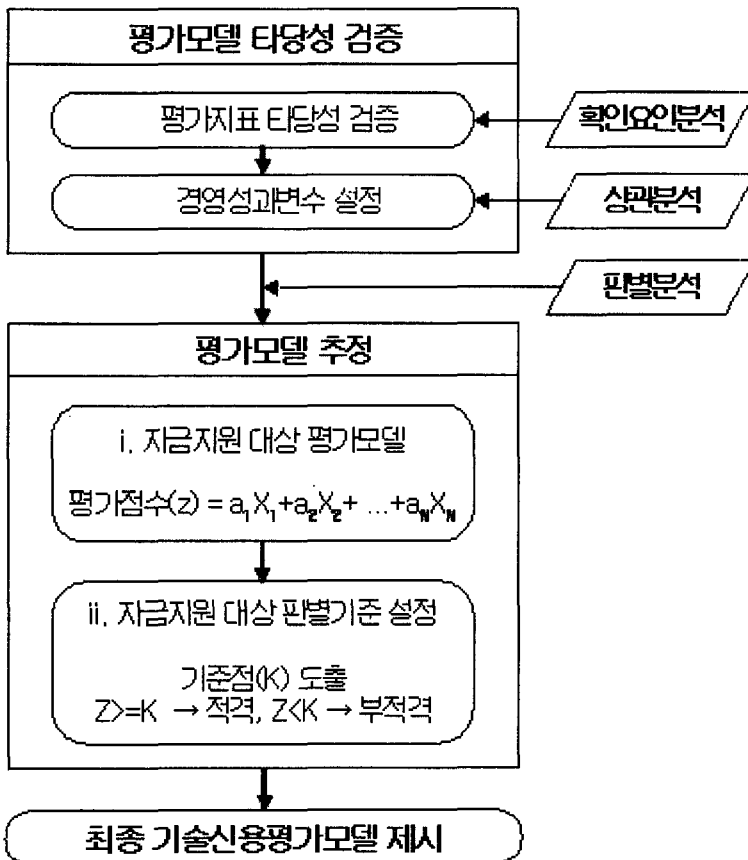 평가모델 타당성 검증
평가지표 타당성 검증
확인요인분석
경영성과변수 설정
상관분석
판별분석
평가모델 추정
i. 자금지원 대상 평가모델
평가점수(z) = a₁X₁+a₂X₂+ ...+a_NX_N
ii. 자금지원 대상 판별기준 설정
기준점(K) 도출
Z>=K → 적격, Z<K → 부적격
최종 기술신용평가모델 제시